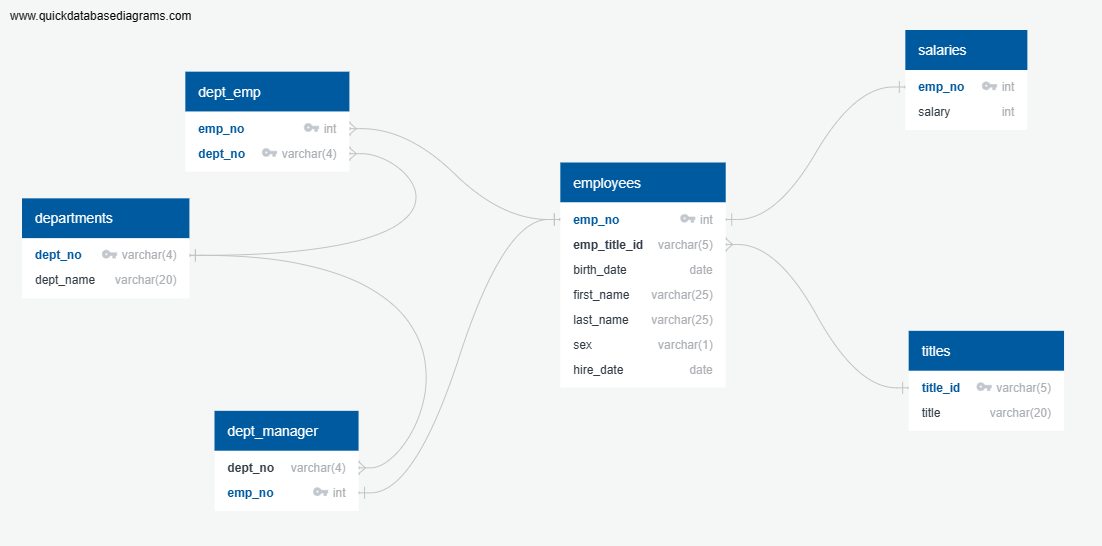 www.quickdatabasediagrams.com
dept_emp
emp_no int
dept_no varchar(4)
departments
dept_no varchar(4)
dept_name varchar(20)
dept_manager
dept_no varchar(4)
emp_no int
employees
emp_no int
emp_title_id varchar(5)
birth_date date
first_name varchar(25)
last_name varchar(25)
sex varchar(1)
hire_date date
salaries
emp_no int
salary int
titles
title_id varchar(5)
title varchar(20)